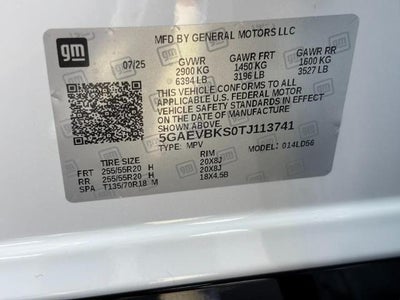 gm
MFD BY GENERAL MOTORS LLC
07/25 GVWR GAWR FRT GAWR RR
2900 KG 1450 KG 1600 KG
6394 LB 3196 LB 3527 LB
THIS VEHICLE CONFORMS TO ALL
APPLICABLE U.S. FEDERAL MOTOR
VEHICLE SAFETY STANDARDS IN
EFFECT ON THE DATE OF
MANUFACTURE SHOWN ABOVE.
5GAEVBKS0TJ113741
TYPE: MPV MODEL: 014LD56
TIRE SIZE RIM
FRT 255/55R20 H 20X8J
RR 255/55R20 H 20X8J
SPA T135/70R18 M 18X4.5B